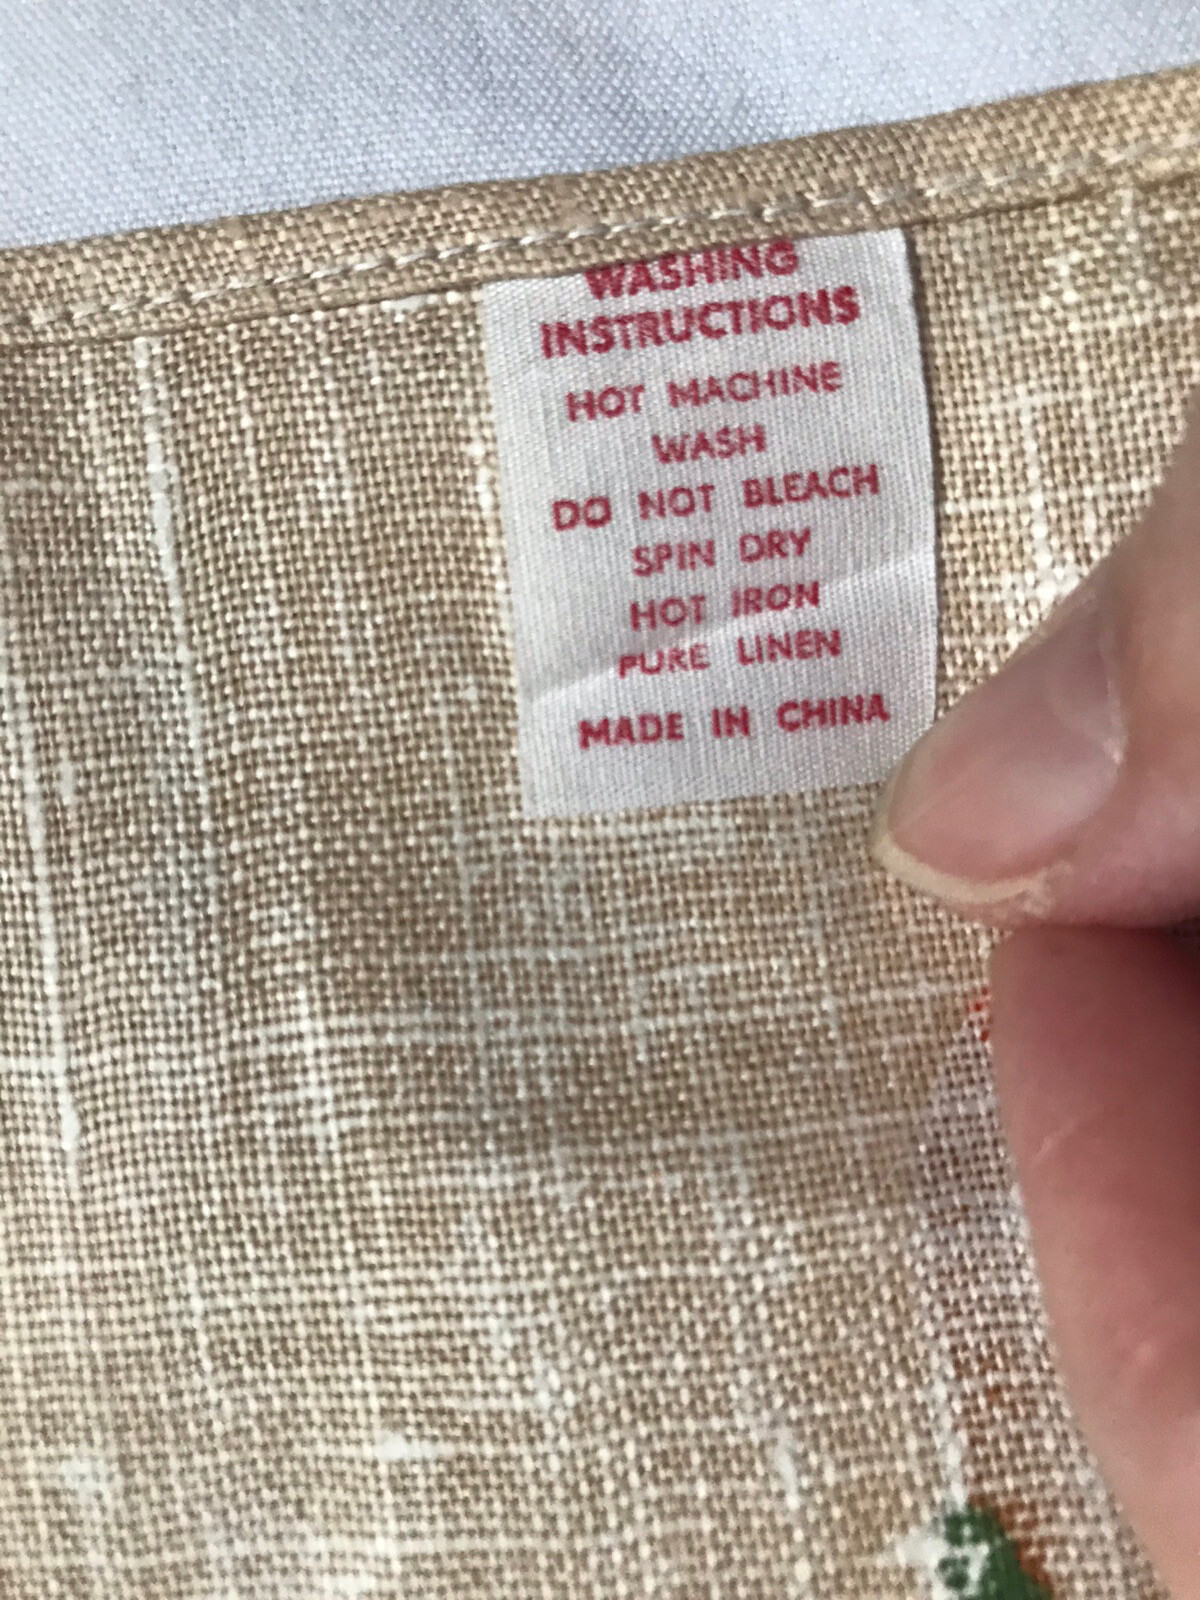 WASHING
INSTRUCTIONS
HOT MACHINE
WASH
DO NOT BLEACH
SPIN DRY
HOT IRON
PURE LINEN
MADE IN CHINA